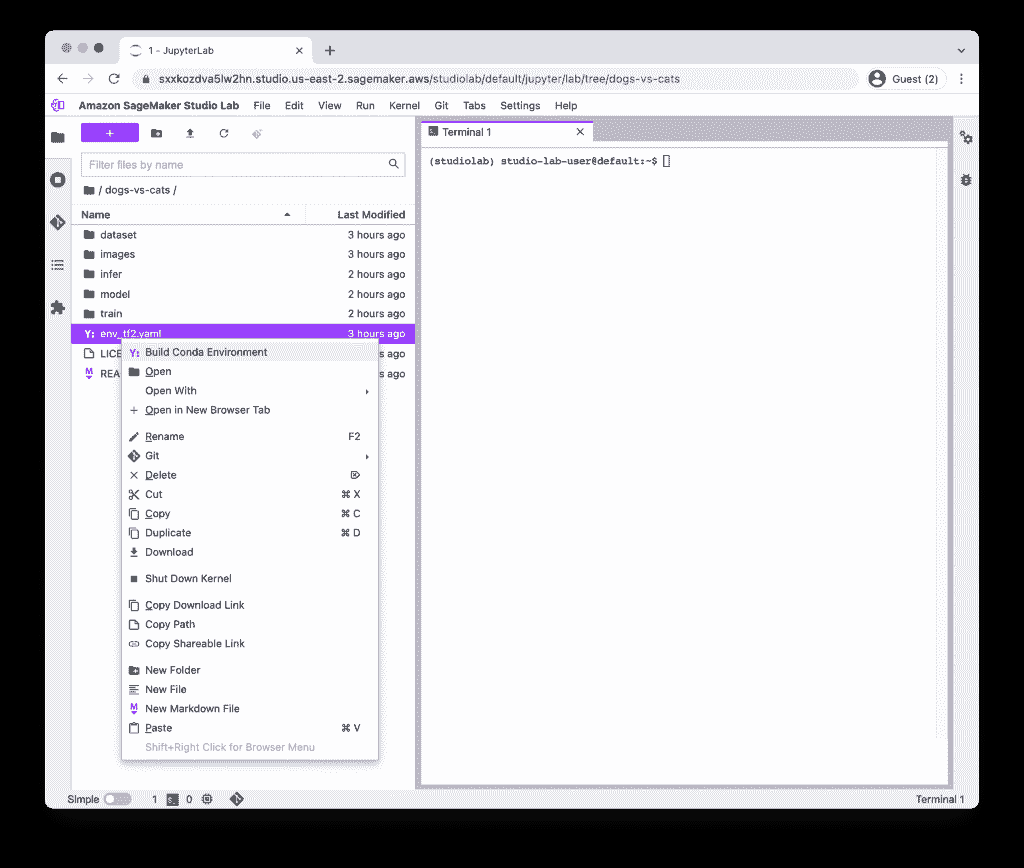 1 - JupyterLab
sxxkozdva5lw2hn.studio.us-east-2.sagemaker.aws/studiolab/default/jupyter/lab/tree/dogs-vs-cats
Guest (2)
Amazon SageMaker Studio Lab File Edit View Run Kernel Git Tabs Settings Help
+
Filter files by name
/ dogs-vs-cats /
Name Last Modified
dataset 3 hours ago
images 3 hours ago
infer 2 hours ago
model 2 hours ago
train 2 hours ago
Y: env_tf2.yaml 3 hours ago
LICE s ago
M REA s ago
Y: Build Conda Environment
Open
Open With
Open in New Browser Tab
Rename F2
Git
Delete
Cut ⌘ X
Copy ⌘ C
Duplicate ⌘ D
Download
Shut Down Kernel
Copy Download Link
Copy Path
Copy Shareable Link
New Folder
New File
M New Markdown File
Paste ⌘ V
Shift+Right Click for Browser Menu
Terminal 1
(studiolab) studio-lab-user@default:~$
Simple 1 0
Terminal 1